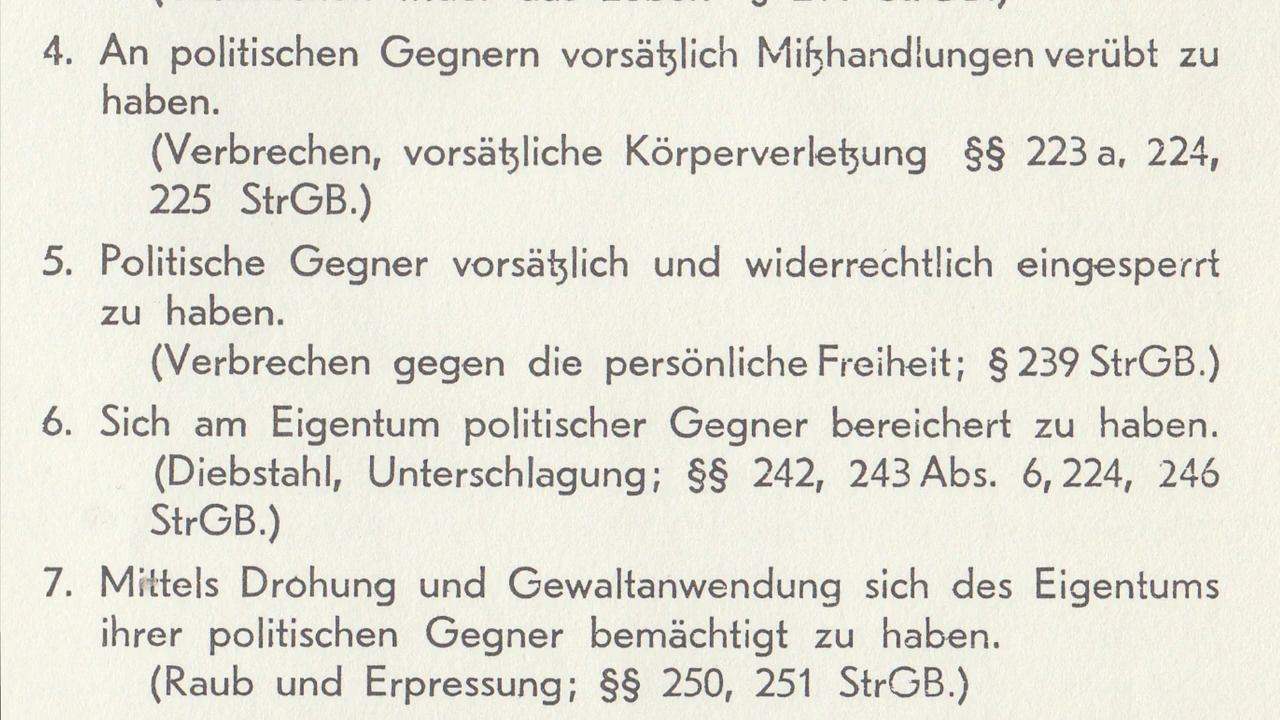 4. An politischen Gegnern vorsätzlich Mißhandlungen verübt zu
haben.
(Verbrechen, vorsätzliche Körperverletzung §§ 223 a, 224,
225 StrGB.)
5. Politische Gegner vorsätzlich und widerrechtlich eingesperrt
zu haben.
(Verbrechen gegen die persönliche Freiheit; § 239 StrGB.)
6. Sich am Eigentum politischer Gegner bereichert zu haben.
(Diebstahl, Unterschlagung; §§ 242, 243 Abs. 6, 224, 246
StrGB.)
7. Mittels Drohung und Gewaltanwendung sich des Eigentums
ihrer politischen Gegner bemächtigt zu haben.
(Raub und Erpressung; §§ 250, 251 StrGB.)